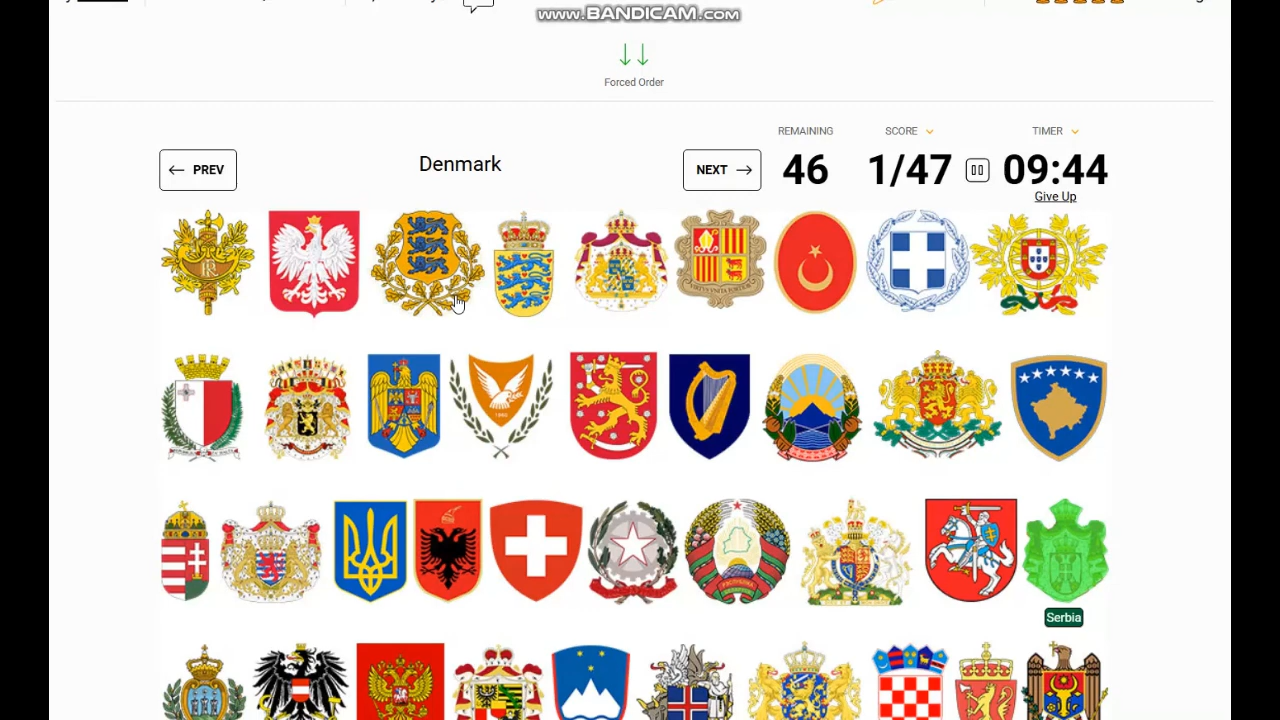 www.BANDICAM.com
Forced Order
REMAINING
SCORE
TIMER
PREV
Denmark
NEXT
46
1/47
09:44
Give Up
Serbia